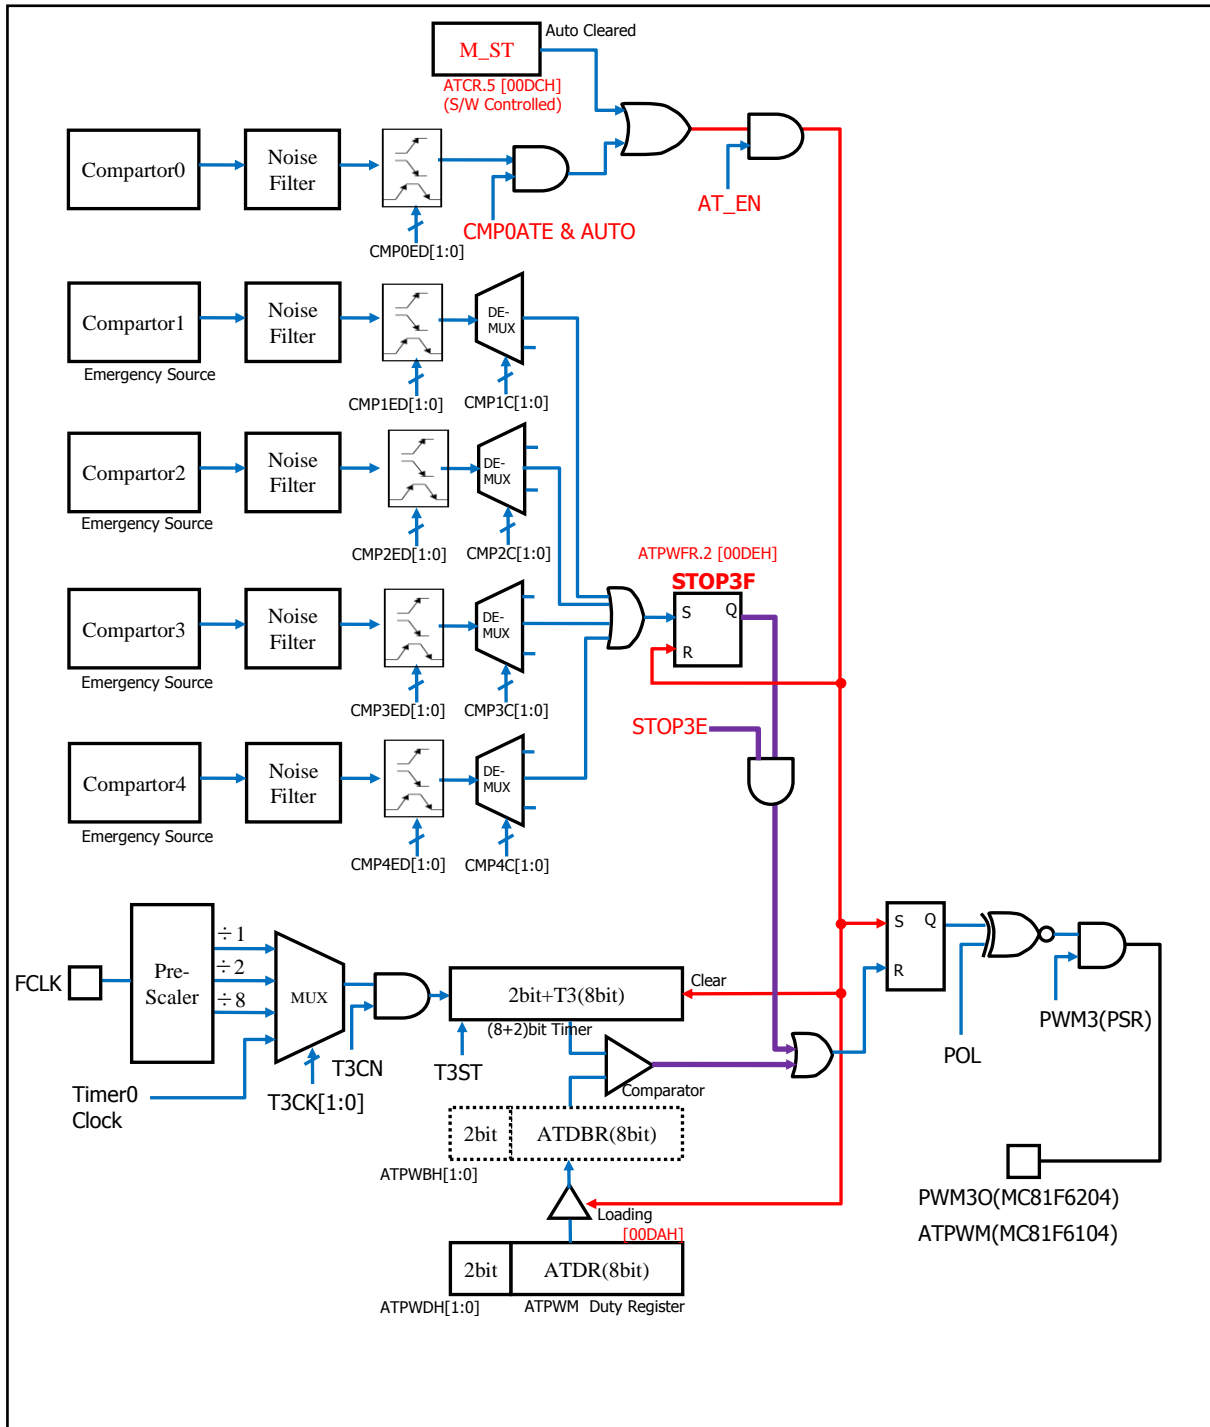 Auto Cleared
M_ST
ATCR.5 [00DCH]
(S/W Controlled)
Compartor0
Noise
Filter
CMP0ED[1:0]
CMP0ATE & AUTO
AT_EN
Compartor1
Emergency Source
Noise
Filter
CMP1ED[1:0]
DE-
MUX
CMP1C[1:0]
Compartor2
Emergency Source
Noise
Filter
CMP2ED[1:0]
DE-
MUX
CMP2C[1:0]
ATPWFR.2 [00DEH]
STOP3F
S
Q
R
Compartor3
Emergency Source
Noise
Filter
CMP3ED[1:0]
DE-
MUX
CMP3C[1:0]
STOP3E
Compartor4
Emergency Source
Noise
Filter
CMP4ED[1:0]
DE-
MUX
CMP4C[1:0]
FCLK
Pre-
Scaler
÷1
÷2
÷8
MUX
Timer0
Clock
T3CK[1:0]
T3CN
2bit+T3(8bit)
Clear
(8+2)bit Timer
T3ST
Comparator
S
Q
R
POL
PWM3(PSR)
2bit
ATDBR(8bit)
ATPWBH[1:0]
Loading
[00DAH]
2bit
ATDR(8bit)
ATPWDH[1:0]
ATPWM Duty Register
PWM3O(MC81F6204)
ATPWM(MC81F6104)